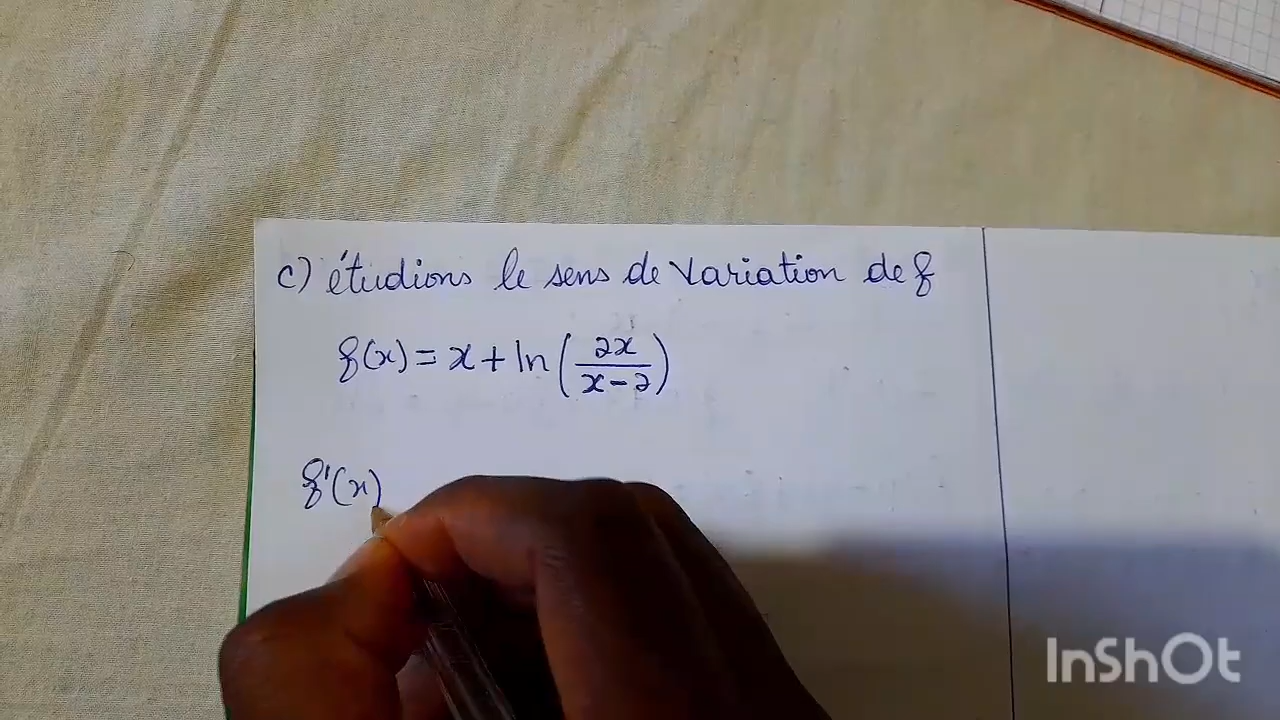 c) étudions le sens de variation de f
f(x) = x + ln(2x/(x-2))
f'(x)
InShOt